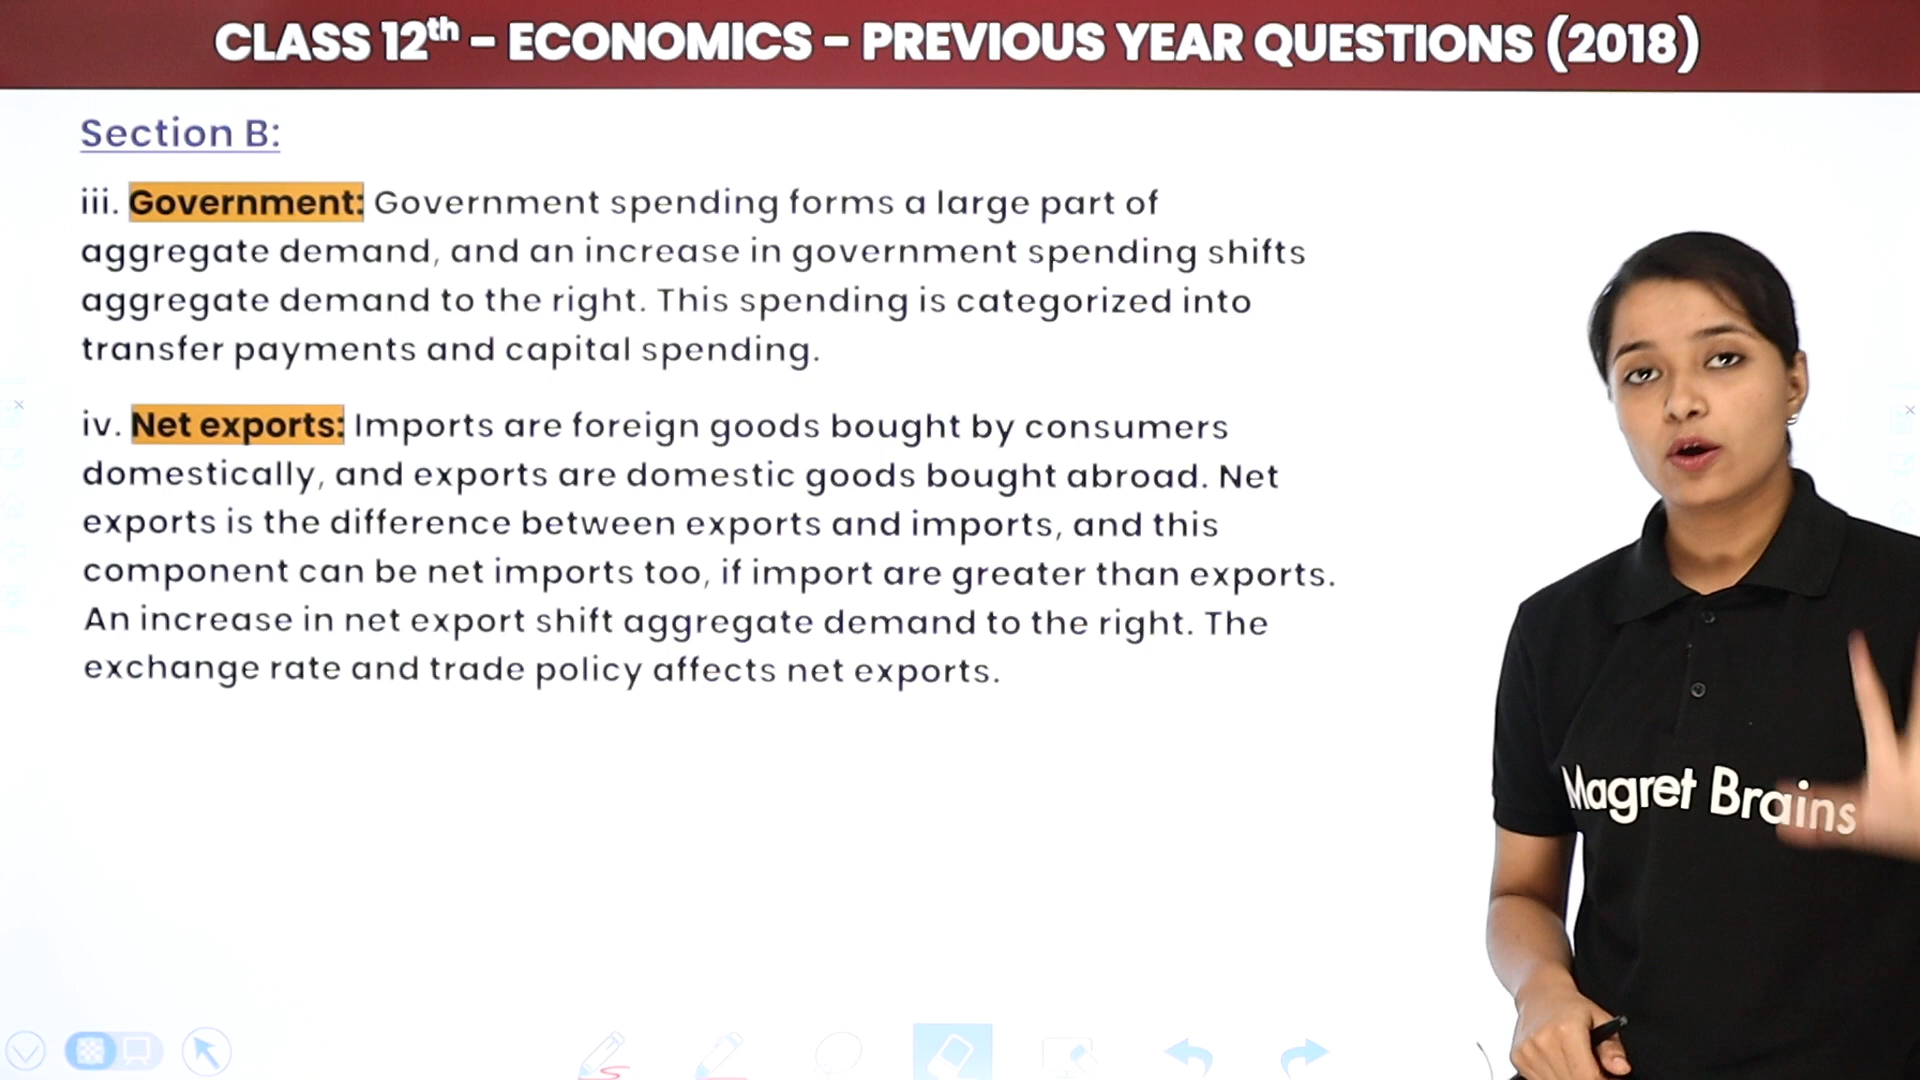 CLASS 12th - ECONOMICS - PREVIOUS YEAR QUESTIONS (2018)
Section B:
iii. Government: Government spending forms a large part of
aggregate demand, and an increase in government spending shifts
aggregate demand to the right. This spending is categorized into
transfer payments and capital spending.
iv. Net exports: Imports are foreign goods bought by consumers
domestically, and exports are domestic goods bought abroad. Net
exports is the difference between exports and imports, and this
component can be net imports too, if import are greater than exports.
An increase in net export shift aggregate demand to the right. The
exchange rate and trade policy affects net exports.
Magret Brains